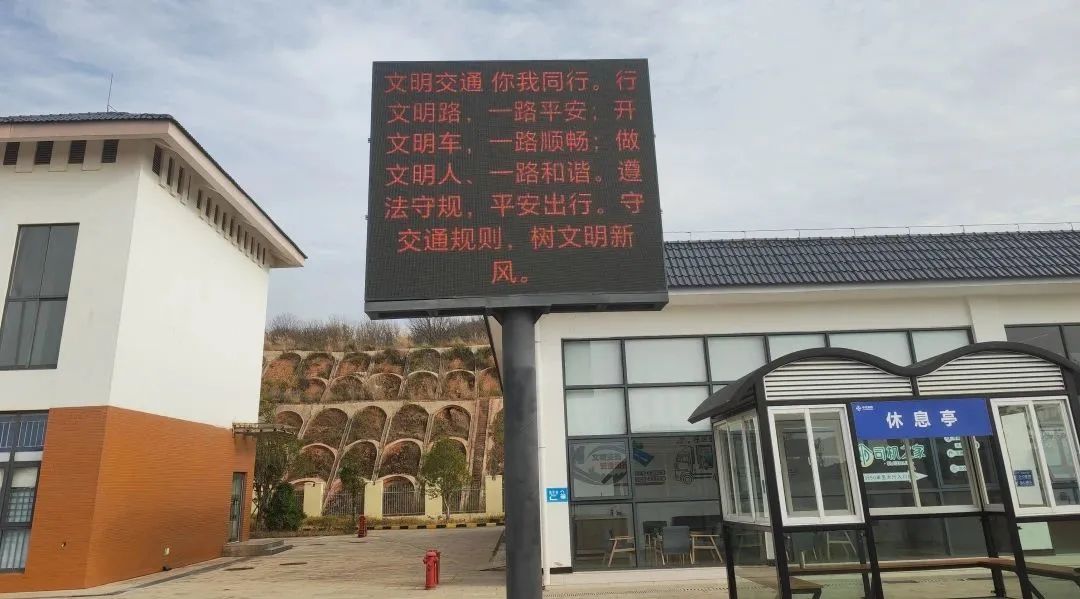 文明交通 你我同行。行
文明路，一路平安；开
文明车，一路顺畅；做
文明人、一路和谐。遵
法守规，平安出行。守
交通规则，树文明新
风。
休息亭
司机之家